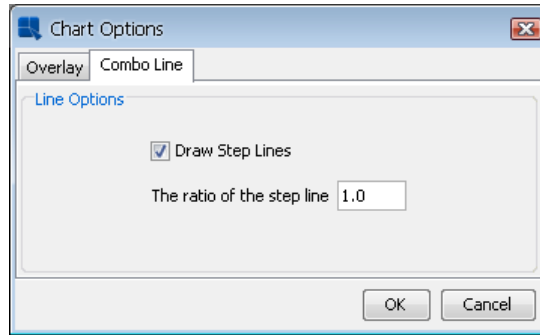 Chart Options
Overlay Combo Line
Line Options
Draw Step Lines
The ratio of the step line 1.0
OK Cancel